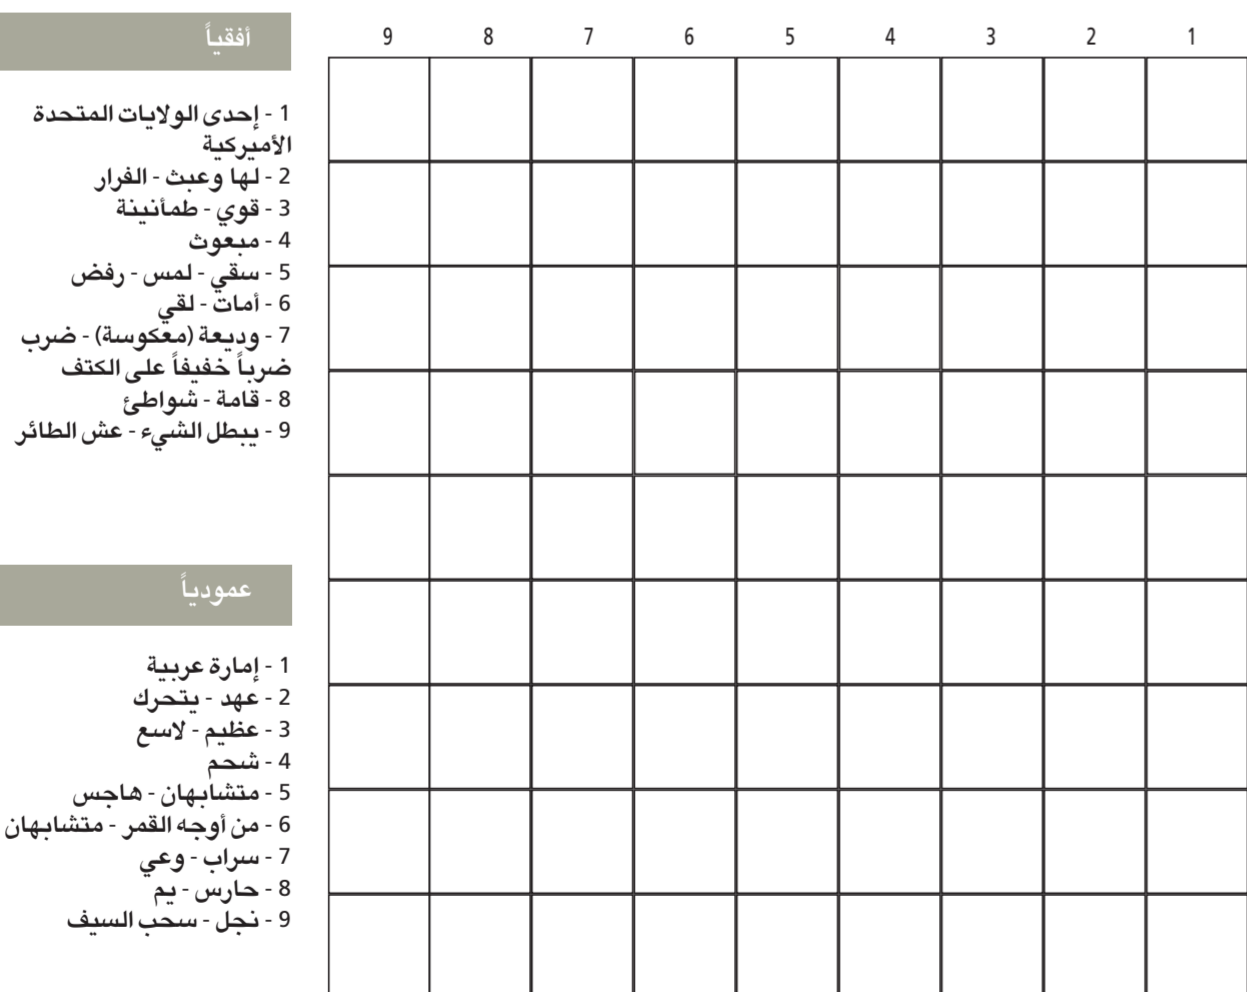 أفقياً
1 - إحدى الولايات المتحدة
الأميركية
2 - لها وعبث - الفرار
3 - قوي - طمأنينة
4 - مبعوث
5 - سقي - لمس - رفض
6 - أمات - لقي
7 - وديعة (معكوسة) - ضرب
ضرباً خفيفاً على الكتف
8 - قامة - شواطئ
9 - يبطل الشيء - عش الطائر
عمودياً
1 - إمارة عربية
2 - عهد - يتحرك
3 - عظيم - لاسع
4 - شحم
5 - متشابهان - هاجس
6 - من أوجه القمر - متشابهان
7 - سراب - وعي
8 - حارس - يم
9 - نجل - سحب السيف
1 2 3 4 5 6 7 8 9